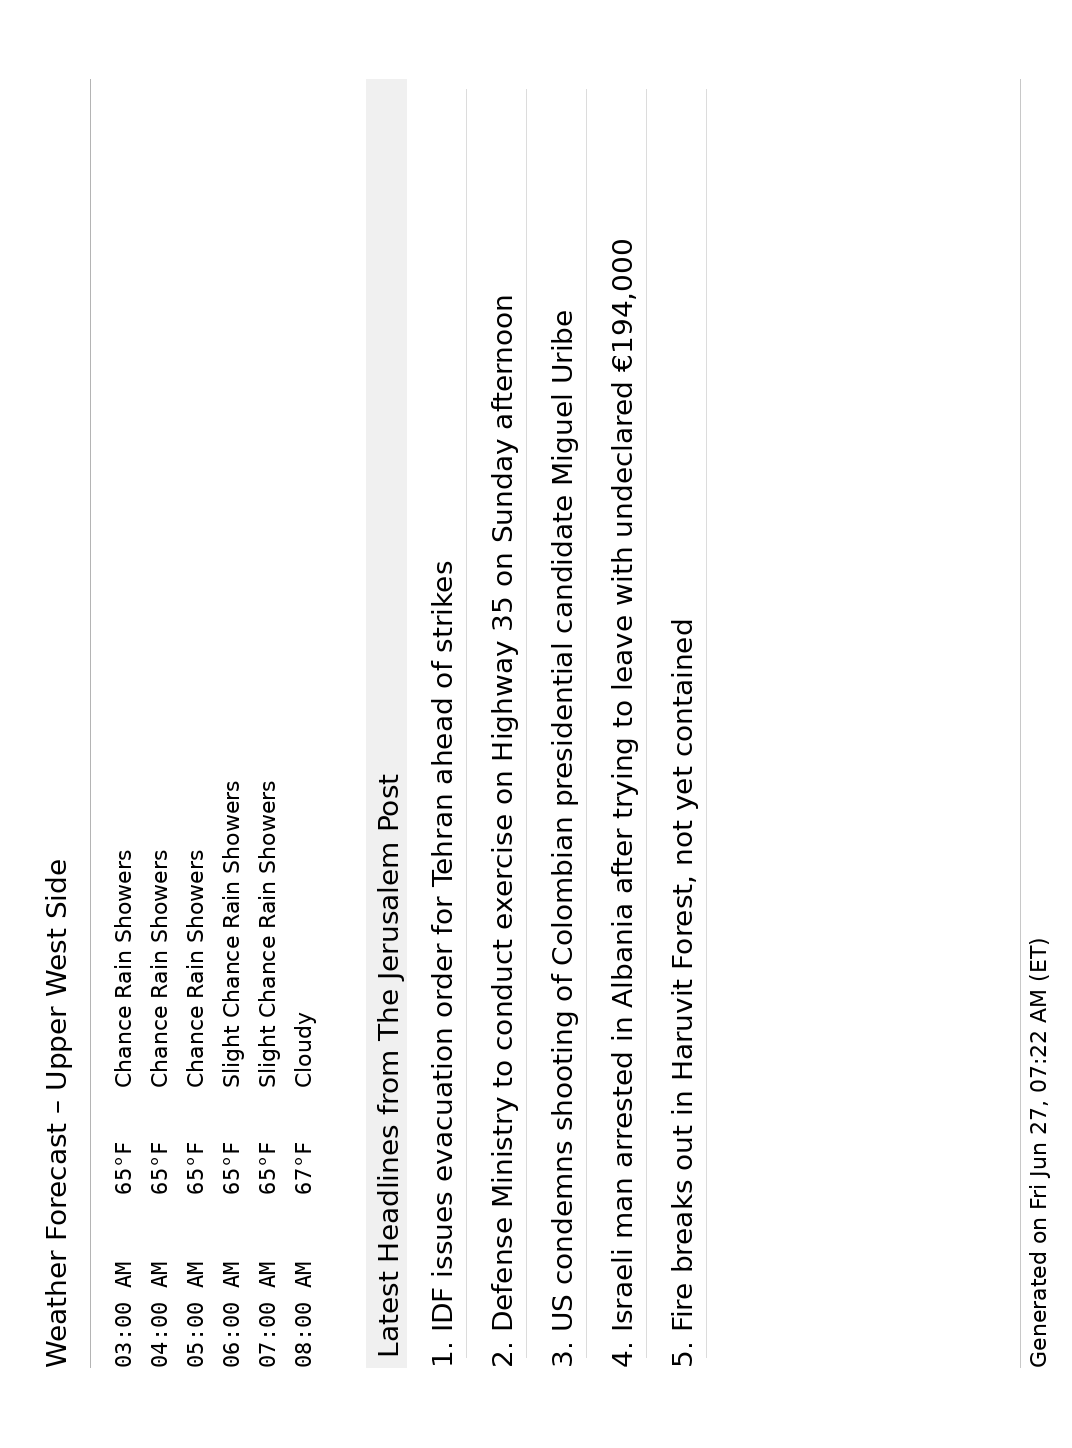 Weather Forecast – Upper West Side
03:00 AM 65°F Chance Rain Showers
04:00 AM 65°F Chance Rain Showers
05:00 AM 65°F Chance Rain Showers
06:00 AM 65°F Slight Chance Rain Showers
07:00 AM 65°F Slight Chance Rain Showers
08:00 AM 67°F Cloudy
Latest Headlines from The Jerusalem Post
1. IDF issues evacuation order for Tehran ahead of strikes
2. Defense Ministry to conduct exercise on Highway 35 on Sunday afternoon
3. US condemns shooting of Colombian presidential candidate Miguel Uribe
4. Israeli man arrested in Albania after trying to leave with undeclared €194,000
5. Fire breaks out in Haruvit Forest, not yet contained
Generated on Fri Jun 27, 07:22 AM (ET)